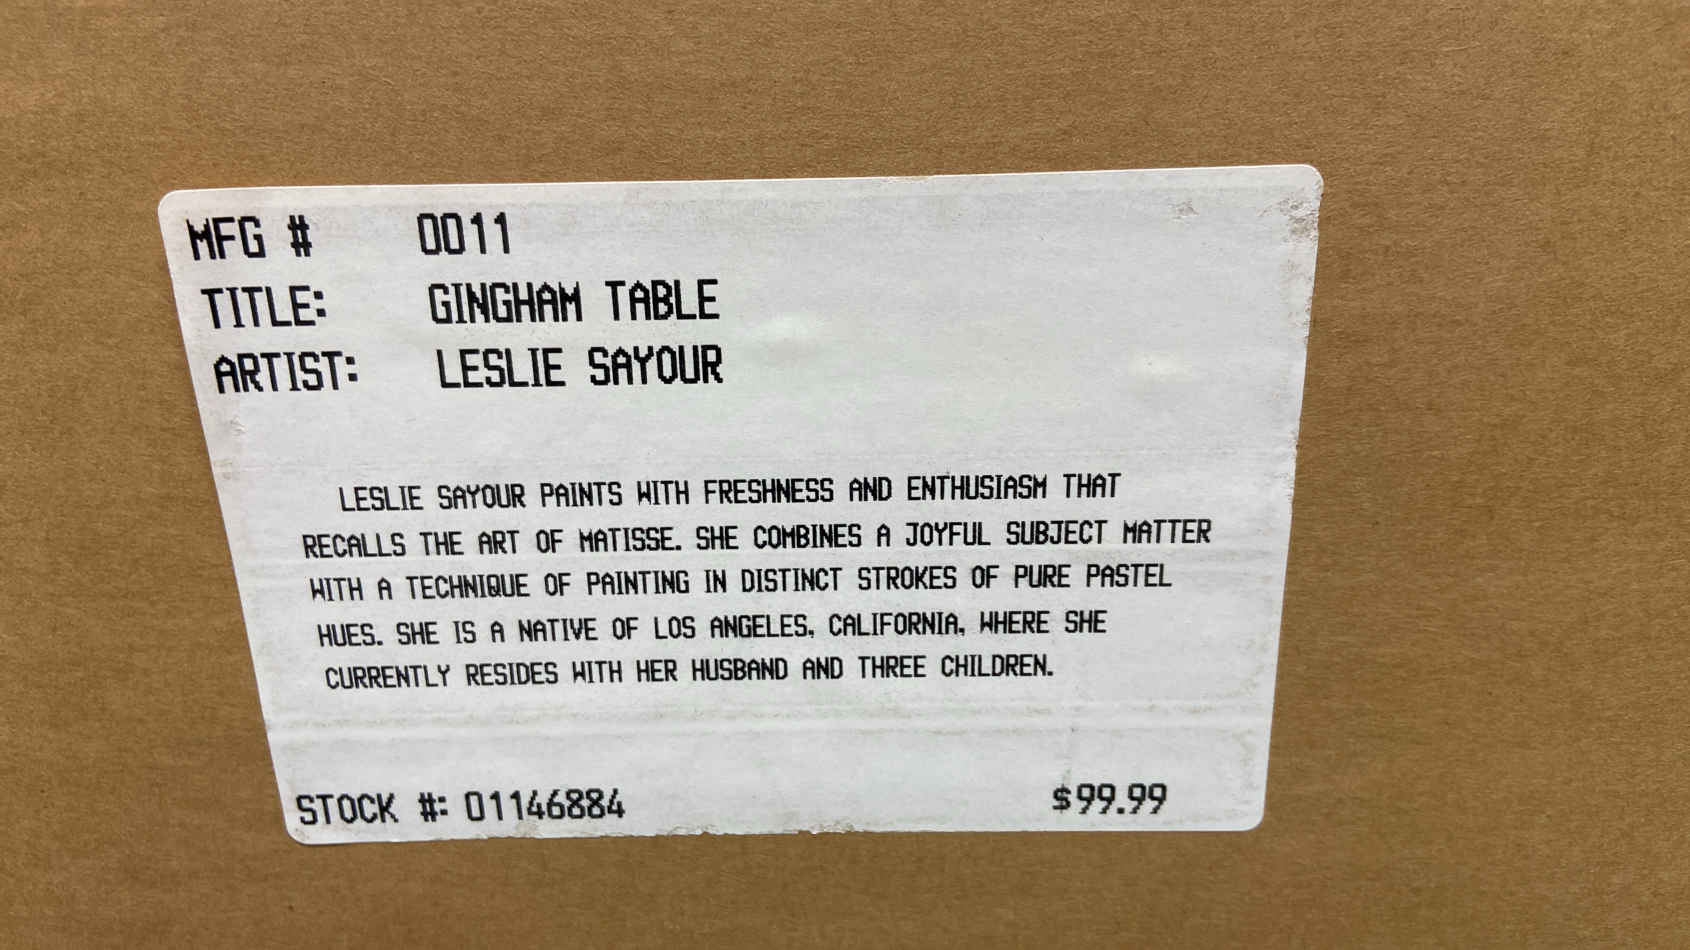 MFG # 0011
TITLE: GINGHAM TABLE
ARTIST: LESLIE SAYOUR
LESLIE SAYOUR PAINTS WITH FRESHNESS AND ENTHUSIASM THAT
RECALLS THE ART OF MATISSE. SHE COMBINES A JOYFUL SUBJECT MATTER
WITH A TECHNIQUE OF PAINTING IN DISTINCT STROKES OF PURE PASTEL
HUES. SHE IS A NATIVE OF LOS ANGELES, CALIFORNIA, WHERE SHE
CURRENTLY RESIDES WITH HER HUSBAND AND THREE CHILDREN.
STOCK #: 01146884 $99.99